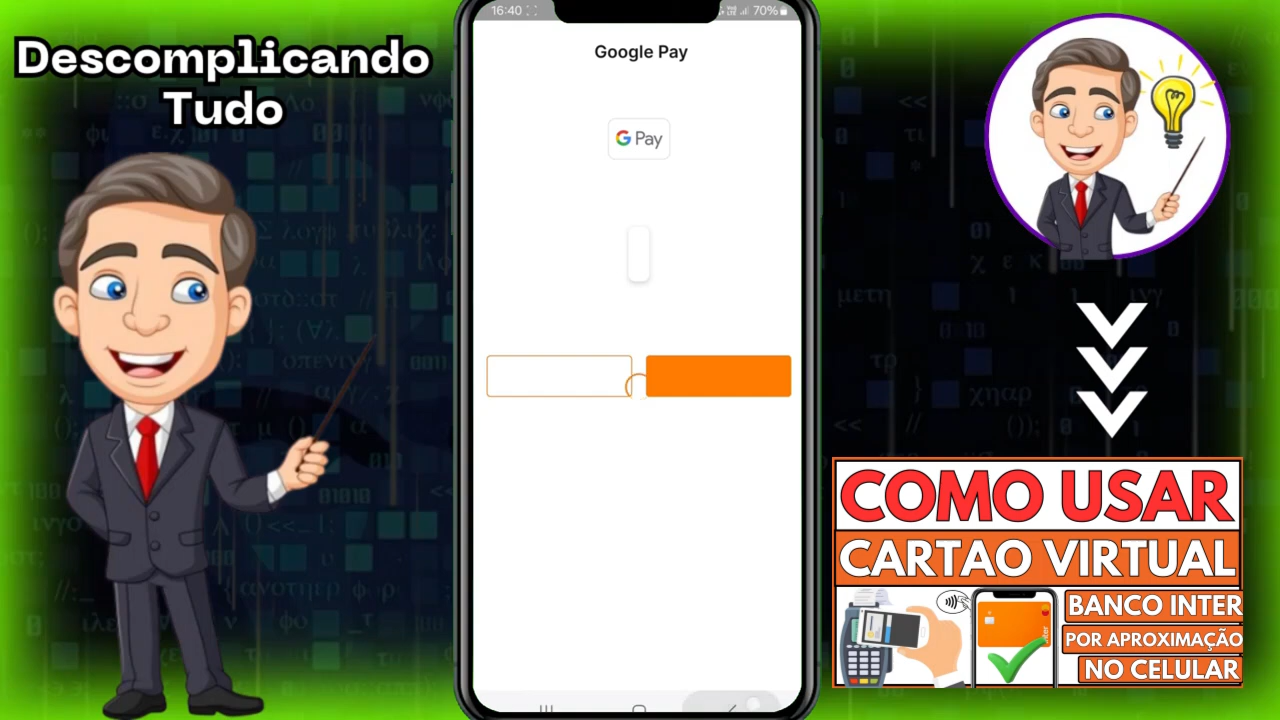 Descomplicando
Tudo
16:40
70%
Google Pay
G Pay
COMO USAR
CARTAO VIRTUAL
BANCO INTER
POR APROXIMAÇÃO
NO CELULAR